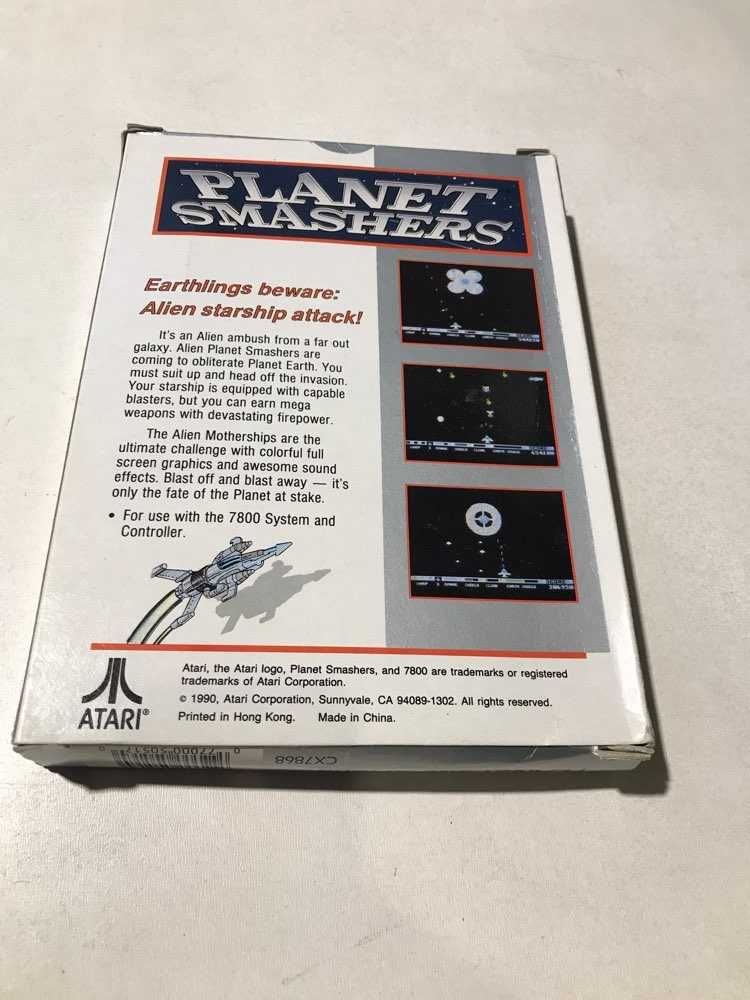 PLANET
SMASHERS
Earthlings beware:
Alien starship attack!
It's an Alien ambush from a far out
galaxy. Alien Planet Smashers are
coming to obliterate Planet Earth. You
must suit up and head off the invasion.
Your starship is equipped with capable
blasters, but you can earn mega
weapons with devastating firepower.
The Alien Motherships are the
ultimate challenge with colorful full
screen graphics and awesome sound
effects. Blast off and blast away — it's
only the fate of the Planet at stake.
• For use with the 7800 System and
Controller.
SCORE
SCORE
SCORE
ATARI®
Atari, the Atari logo, Planet Smashers, and 7800 are trademarks or registered
trademarks of Atari Corporation.
© 1990, Atari Corporation, Sunnyvale, CA 94089-1302. All rights reserved.
Printed in Hong Kong. Made in China.
CX7868